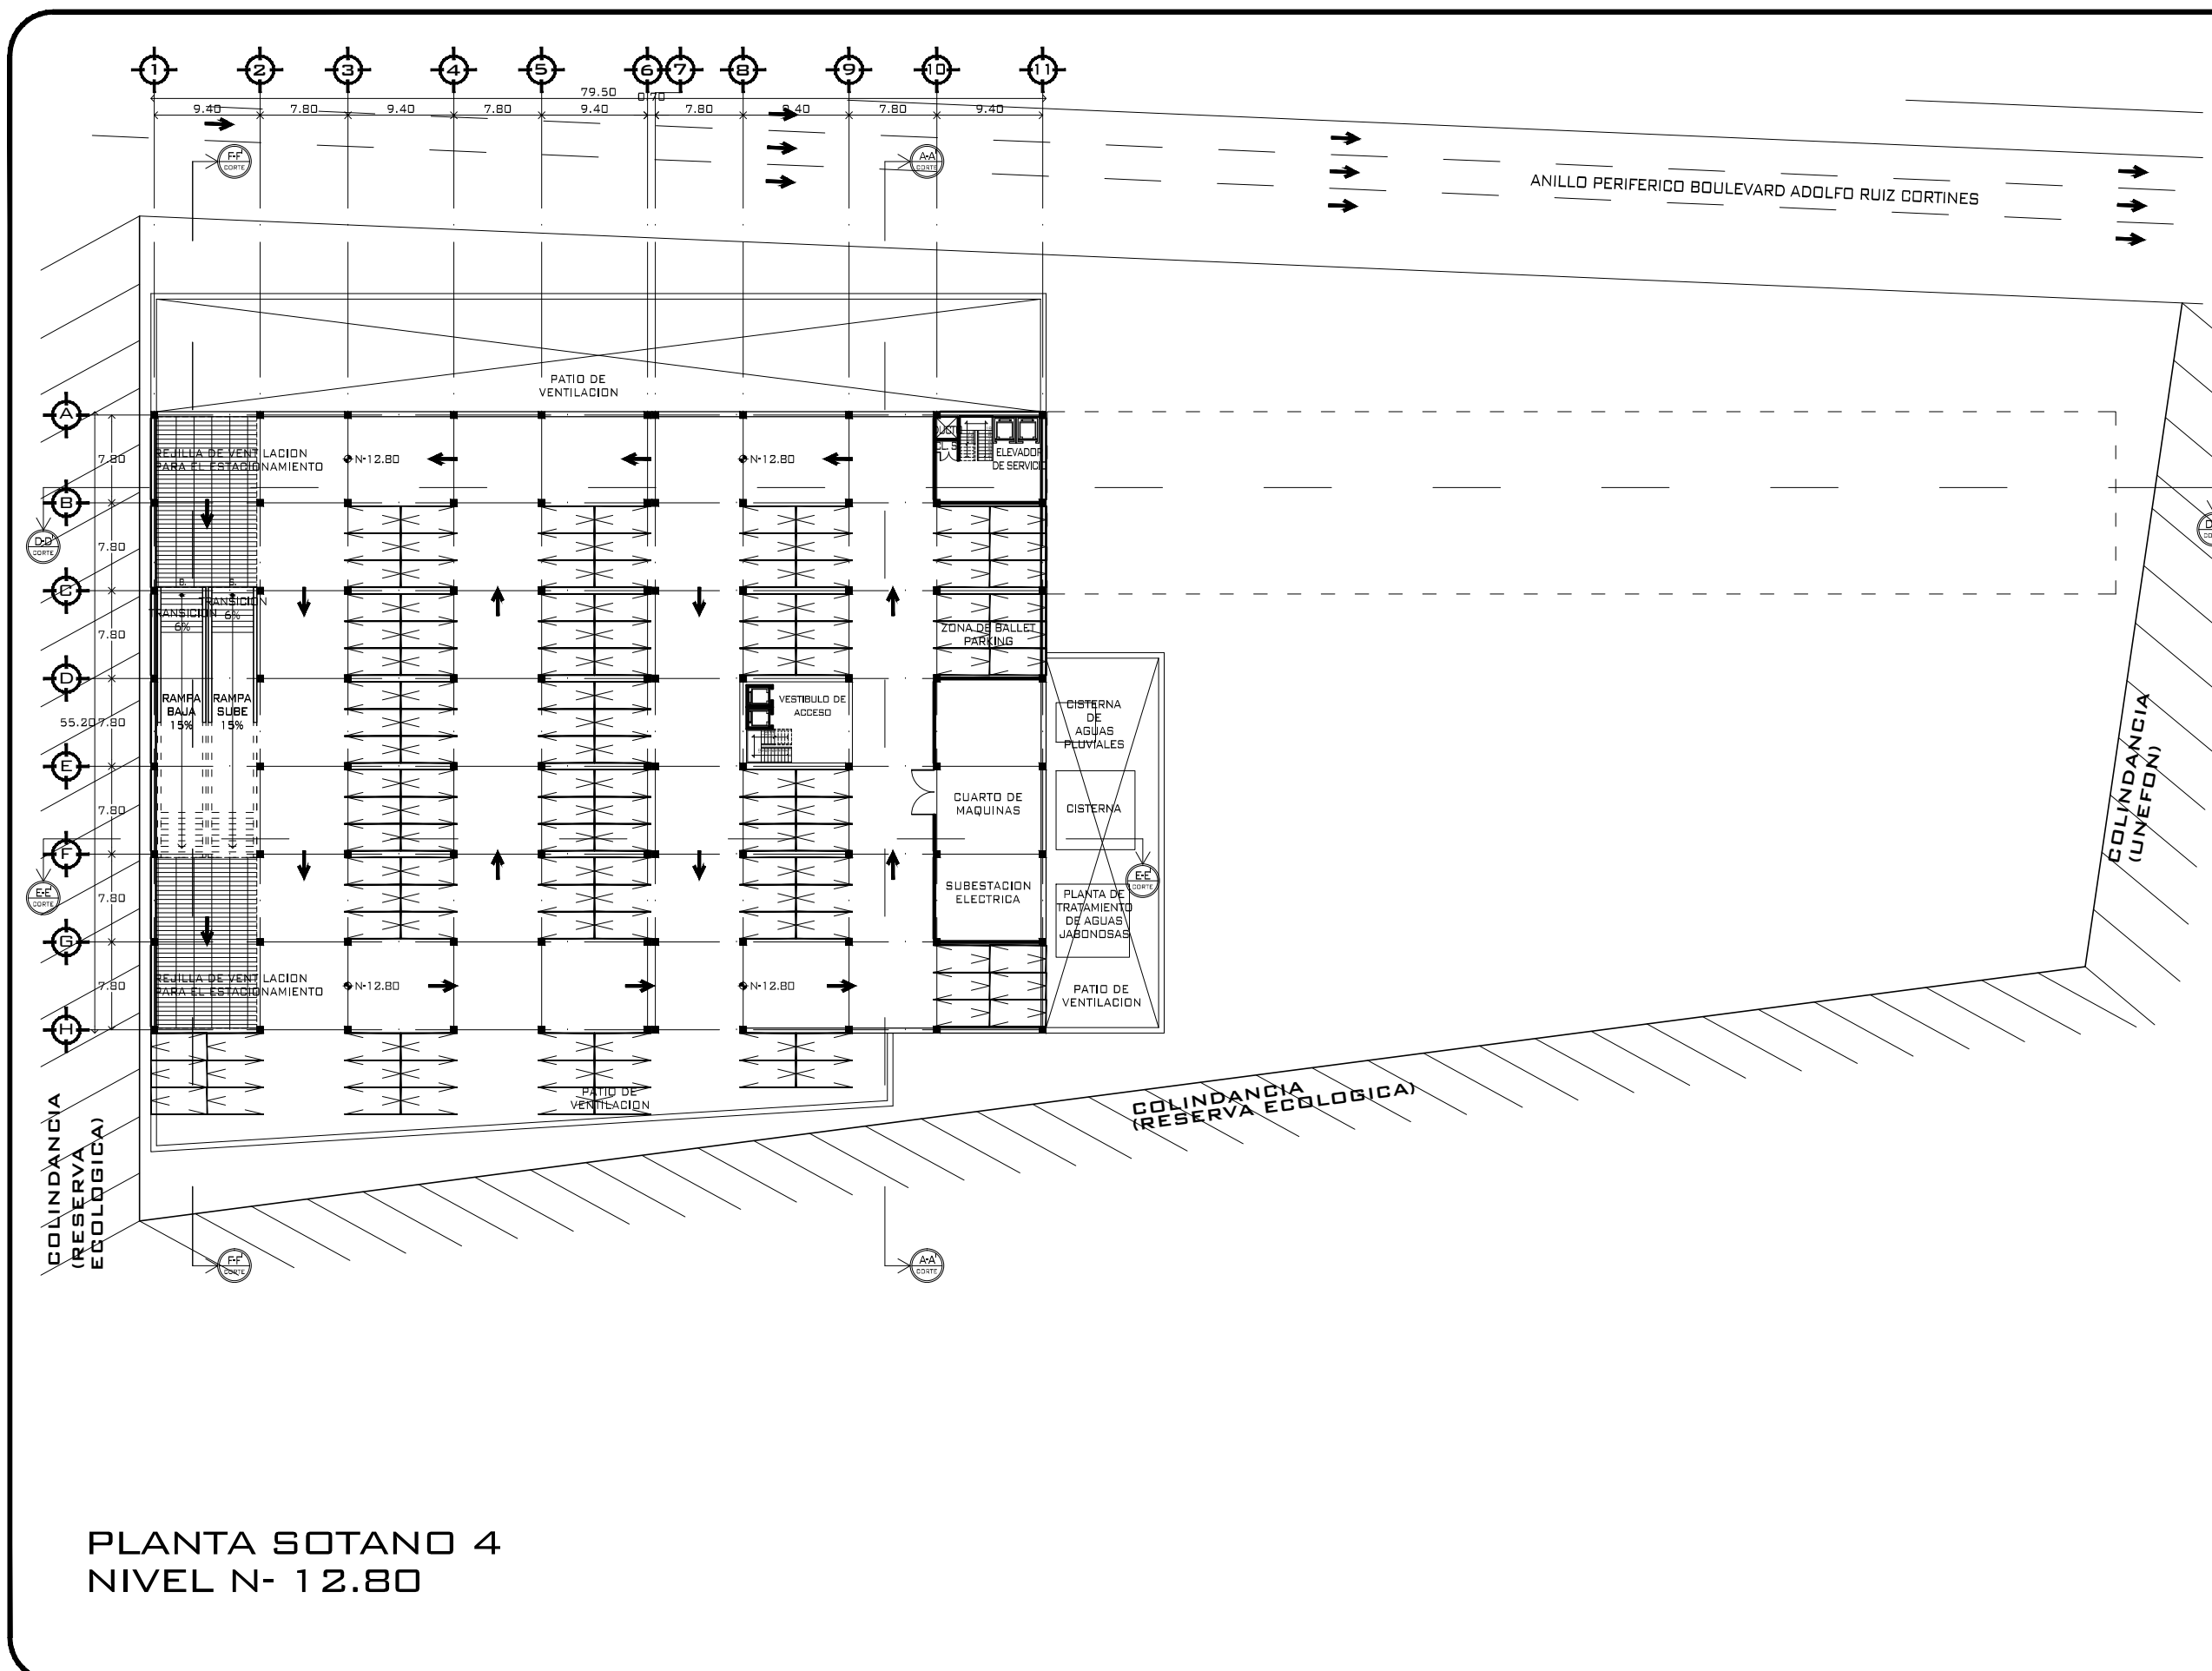 1 2 3 4 5 6 7 8 9 10 11
79.50
0.70
9.40 7.80 9.40 7.80 9.40 7.80 9.40 7.80 9.40
F-F'
CORTE
A-A'
CORTE
ANILLO PERIFERICO BOULEVARD ADOLFO RUIZ CORTINES
PATIO DE
VENTILACION
A
B
C
D
E
F
G
H
7.80
7.80
7.80
7.80
7.80
7.80
7.80
55.20
D-D'
CORTE
E-E'
CORTE
REJILLA DE VENT LACION
PARA EL ESTACIONAMIENTO
N-12.80
N-12.80
DUCTO
ELEVADOR
DE SERVICIO
B.
S.
TRANSICION
6%
TRANSICION
6%
ZONA DE BALLET
PARKING
RAMPA
BAJA
15%
RAMPA
SUBE
15%
VESTIBULO DE
ACCESO
CISTERNA
DE
AGUAS
PLUVIALES
CUARTO DE
MAQUINAS
CISTERNA
SUBESTACION
ELECTRICA
PLANTA DE
TRATAMIENTO
DE AGUAS
JABONOSAS
E-E'
CORTE
REJILLA DE VENT LACION
PARA EL ESTACIONAMIENTO
N-12.80
N-12.80
PATIO DE
VENTILACION
PATIO DE
VENTILACION
COLINDANCIA
(UNEFON)
COLINDANCIA
(RESERVA ECOLOGICA)
COLINDANCIA
(RESERVA
ECOLOGICA)
F-F'
CORTE
A-A'
CORTE
PLANTA SOTANO 4
NIVEL N- 12.80